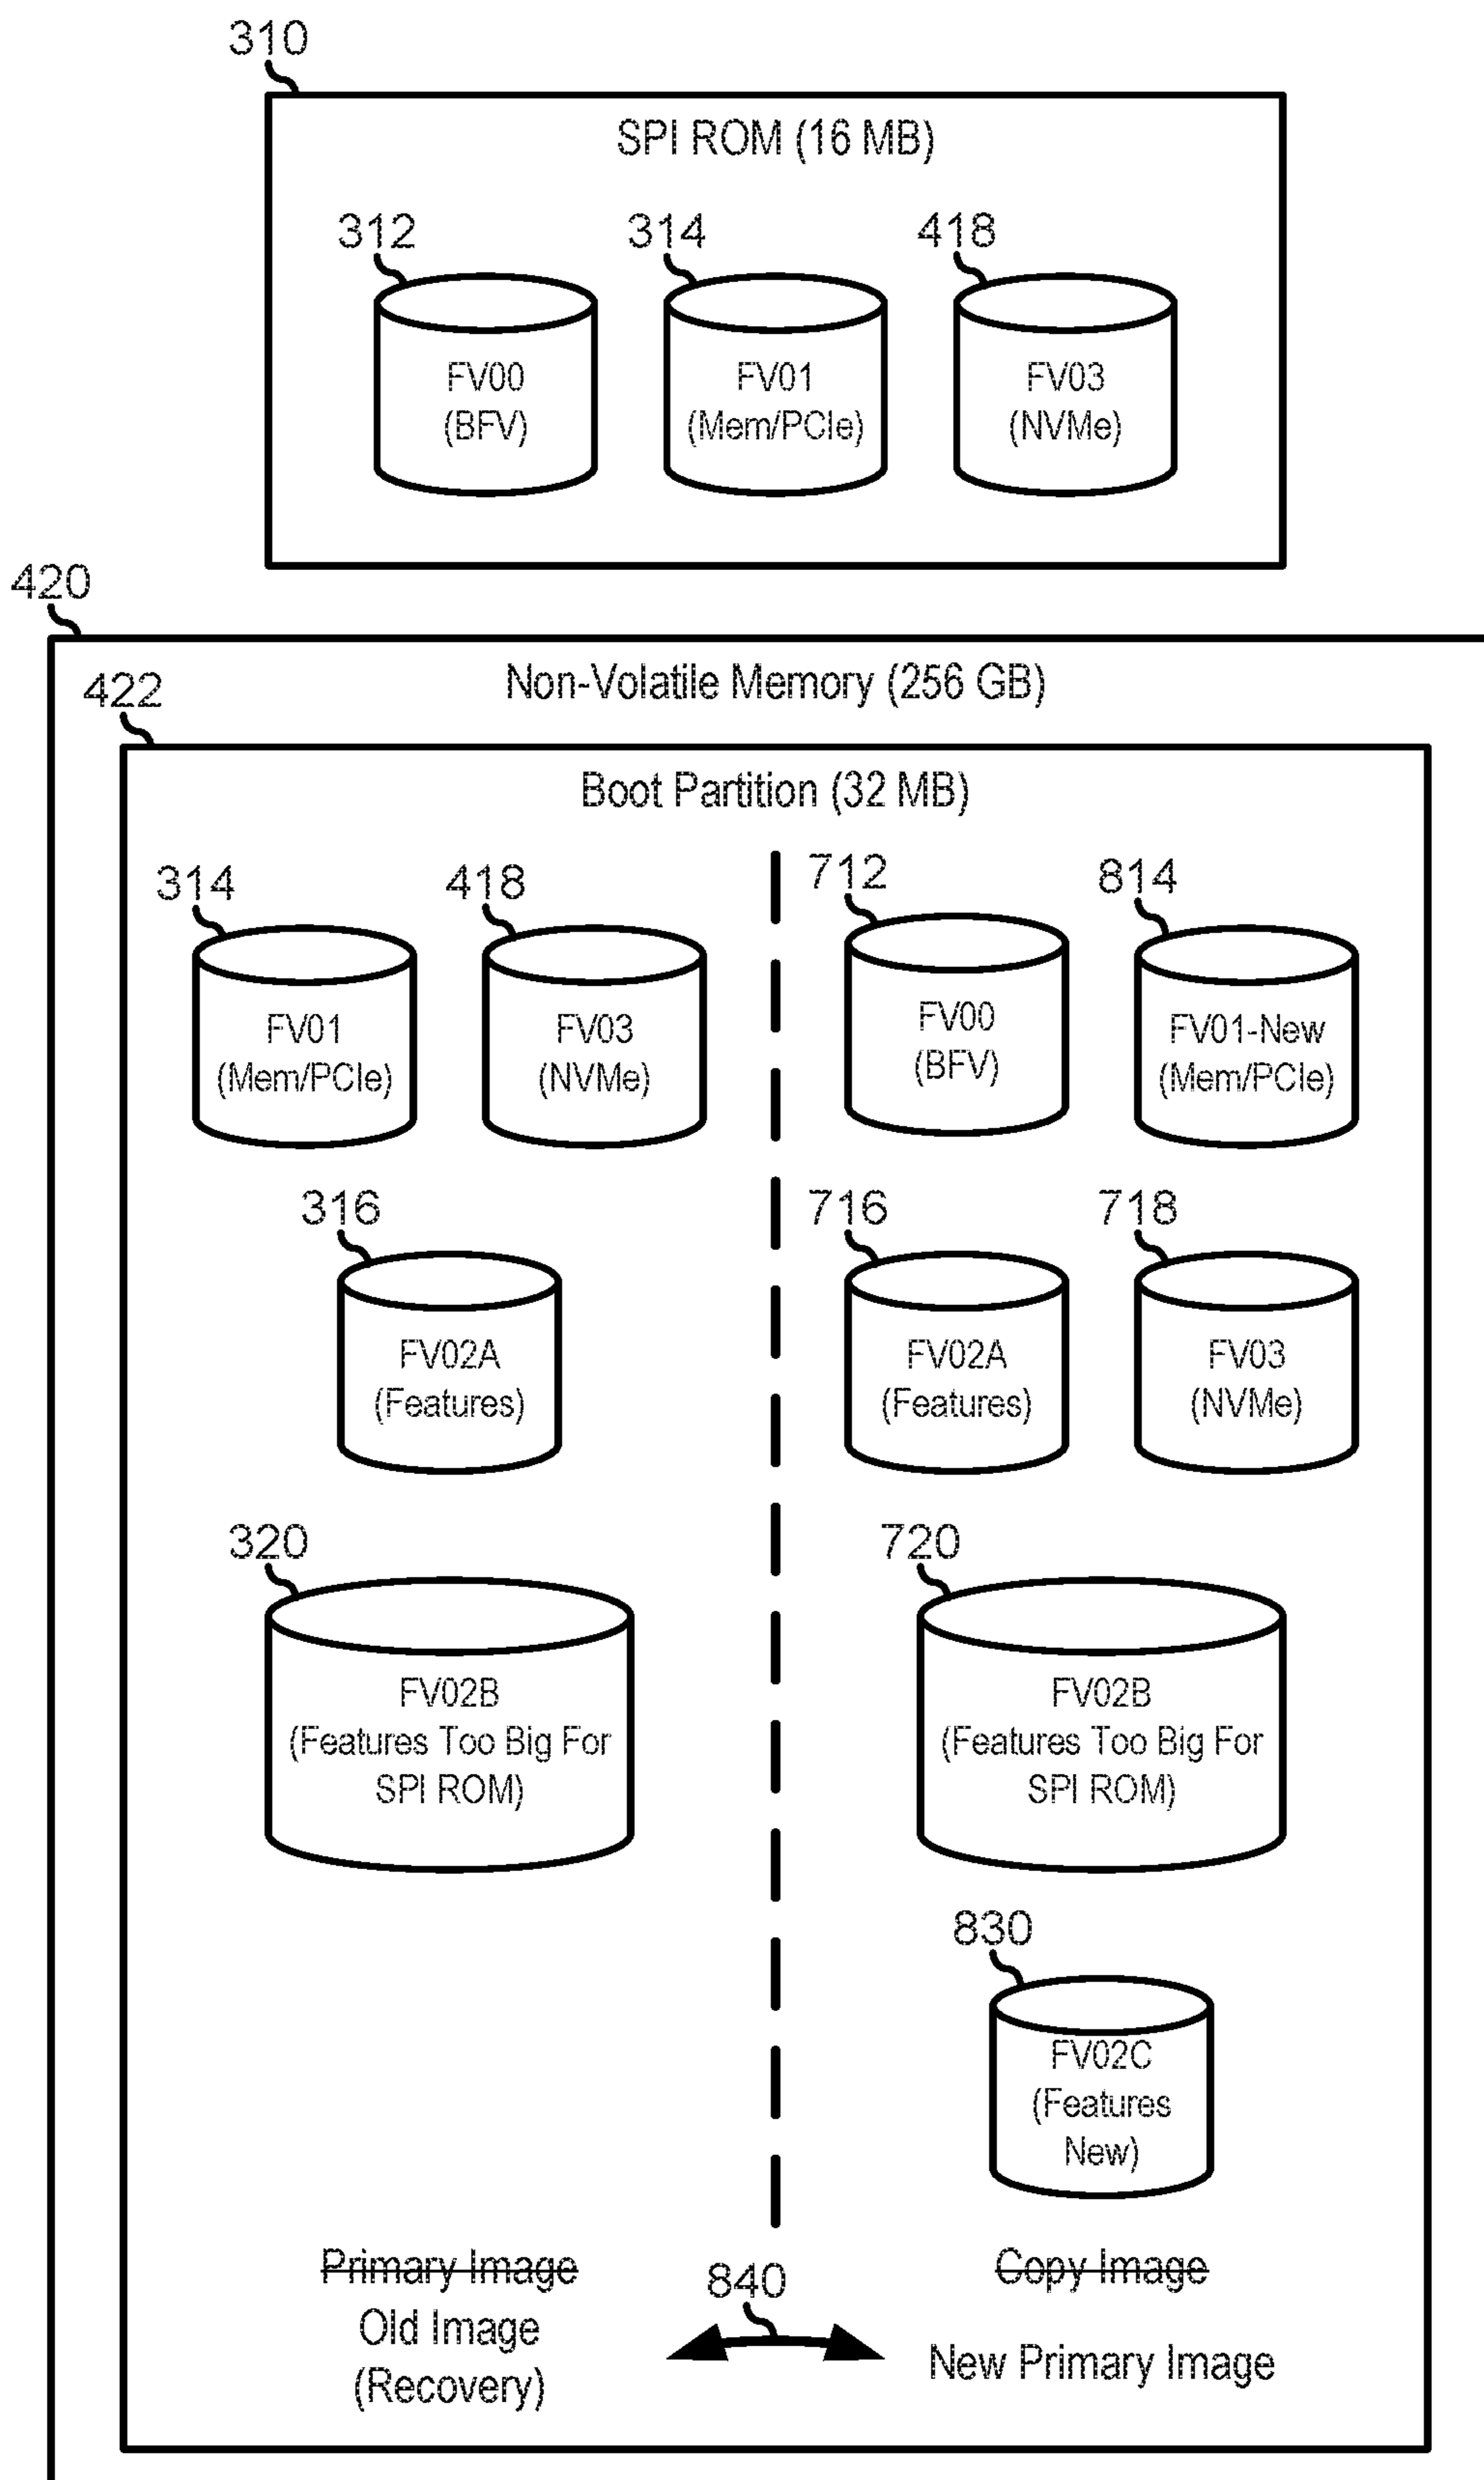 310
SPI ROM (16 MB)
312
314
418
FV00
(BFV)
FV01
(Mem/PCIe)
FV03
(NVMe)
420
Non-Volatile Memory (256 GB)
422
Boot Partition (32 MB)
314
418
712
814
FV01
(Mem/PCIe)
FV03
(NVMe)
FV00
(BFV)
FV01-New
(Mem/PCIe)
316
716
718
FV02A
(Features)
FV02A
(Features)
FV03
(NVMe)
320
720
FV02B
(Features Too Big For
SPI ROM)
FV02B
(Features Too Big For
SPI ROM)
830
FV02C
(Features
New)
Primary Image
Old Image
(Recovery)
840
Copy Image
New Primary Image